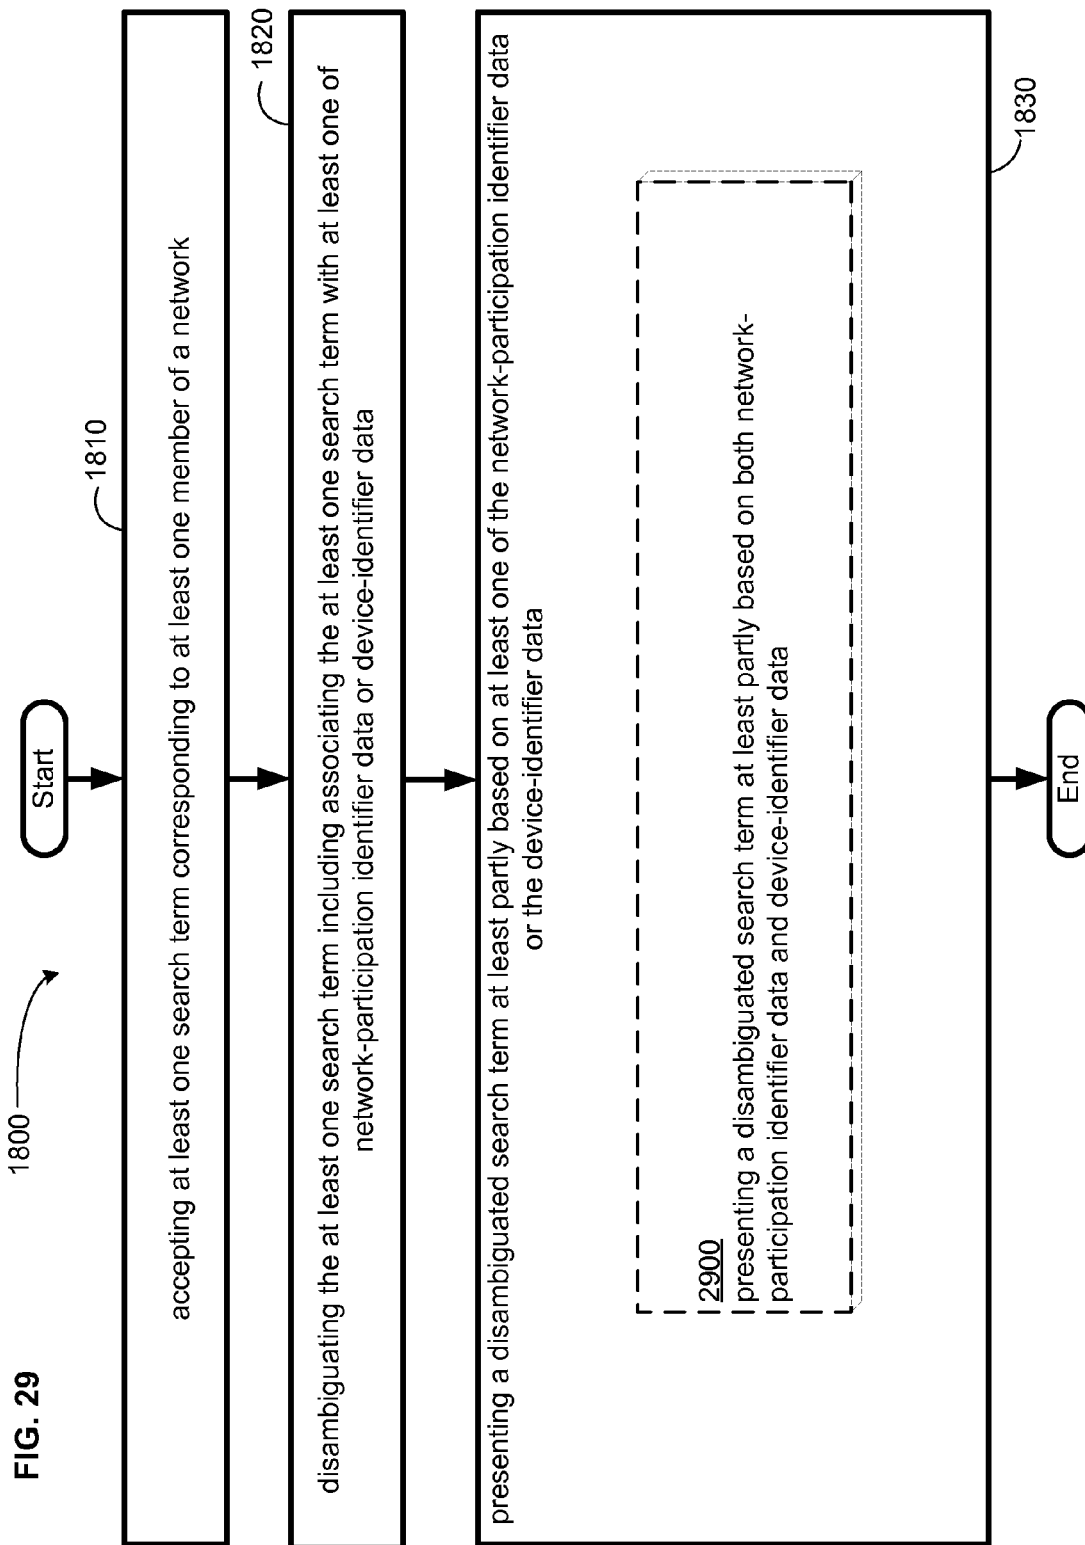 FIG. 29
1800
Start
1810
accepting at least one search term corresponding to at least one member of a network
1820
disambiguating the at least one search term including associating the at least one search term with at least one of
network-participation identifier data or device-identifier data
presenting a disambiguated search term at least partly based on at least one of the network-participation identifier data
or the device-identifier data
2900
presenting a disambiguated search term at least partly based on both network-
participation identifier data and device-identifier data
1830
End